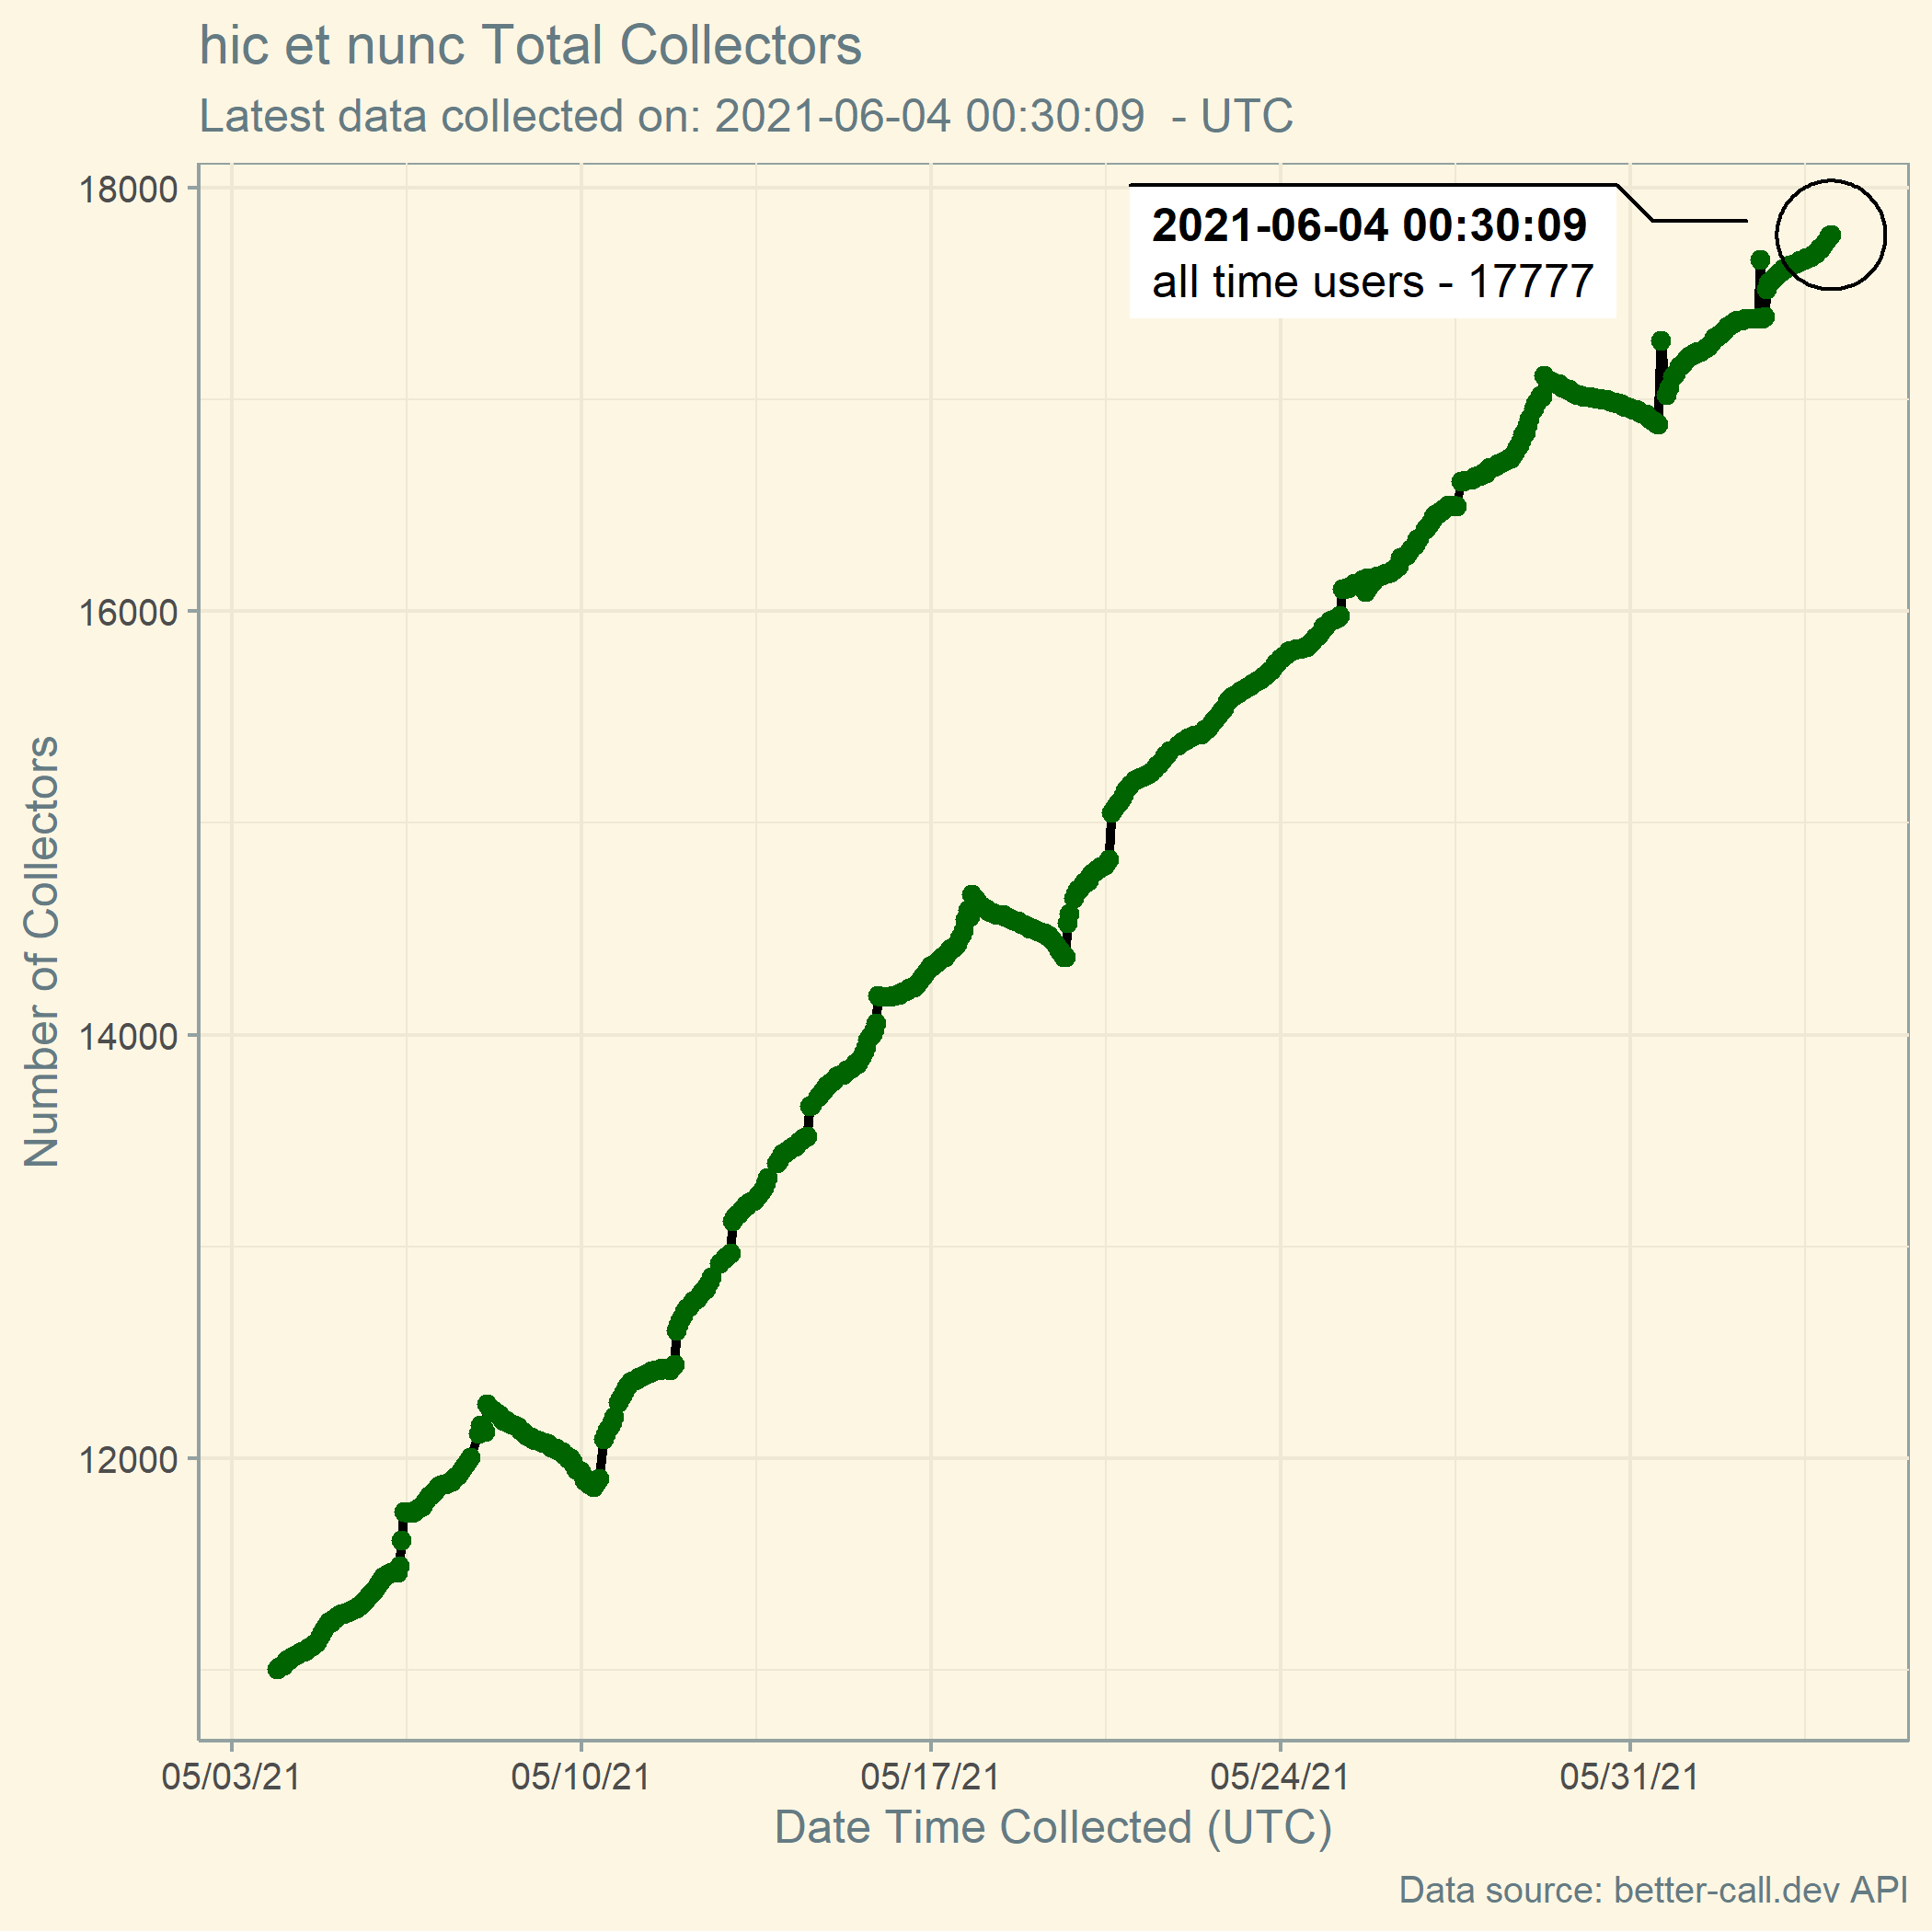 hic et nunc Total Collectors
Latest data collected on: 2021-06-04 00:30:09  - UTC
18000
2021-06-04 00:30:09
all time users - 17777
16000
14000
12000
Number of Collectors
05/03/21
05/10/21
05/17/21
05/24/21
05/31/21
Date Time Collected (UTC)
Data source: better-call.dev API